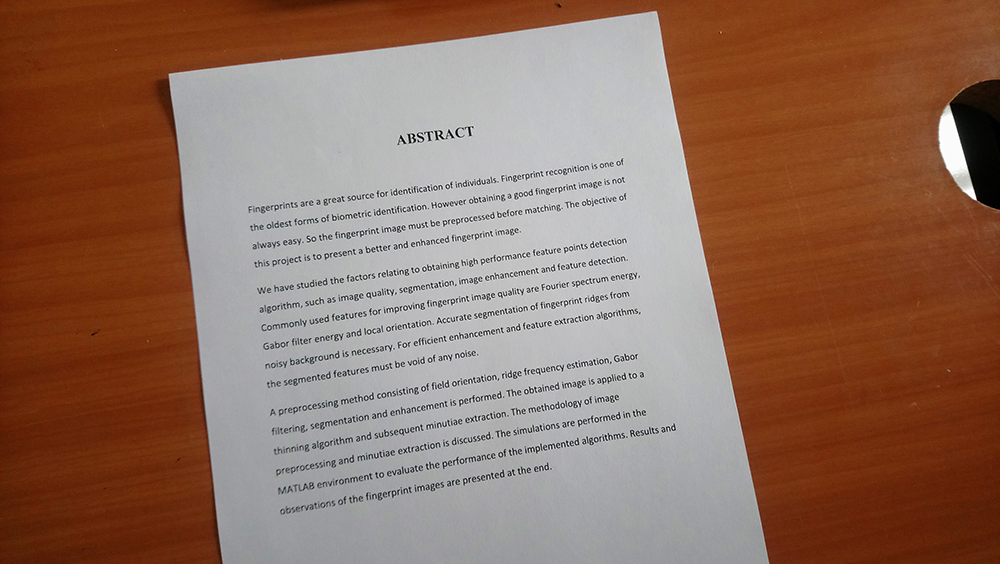 ABSTRACT
Fingerprints are a great source for identification of individuals. Fingerprint recognition is one of
the oldest forms of biometric identification. However obtaining a good fingerprint image is not
always easy. So the fingerprint image must be preprocessed before matching. The objective of
this project is to present a better and enhanced fingerprint image.
We have studied the factors relating to obtaining high performance feature points detection
algorithm, such as image quality, segmentation, image enhancement and feature detection.
Commonly used features for improving fingerprint image quality are Fourier spectrum energy,
Gabor filter energy and local orientation. Accurate segmentation of fingerprint ridges from
noisy background is necessary. For efficient enhancement and feature extraction algorithms,
the segmented features must be void of any noise.
A preprocessing method consisting of field orientation, ridge frequency estimation, Gabor
filtering, segmentation and enhancement is performed. The obtained image is applied to a
thinning algorithm and subsequent minutiae extraction. The methodology of image
preprocessing and minutiae extraction is discussed. The simulations are performed in the
MATLAB environment to evaluate the performance of the implemented algorithms. Results and
observations of the fingerprint images are presented at the end.